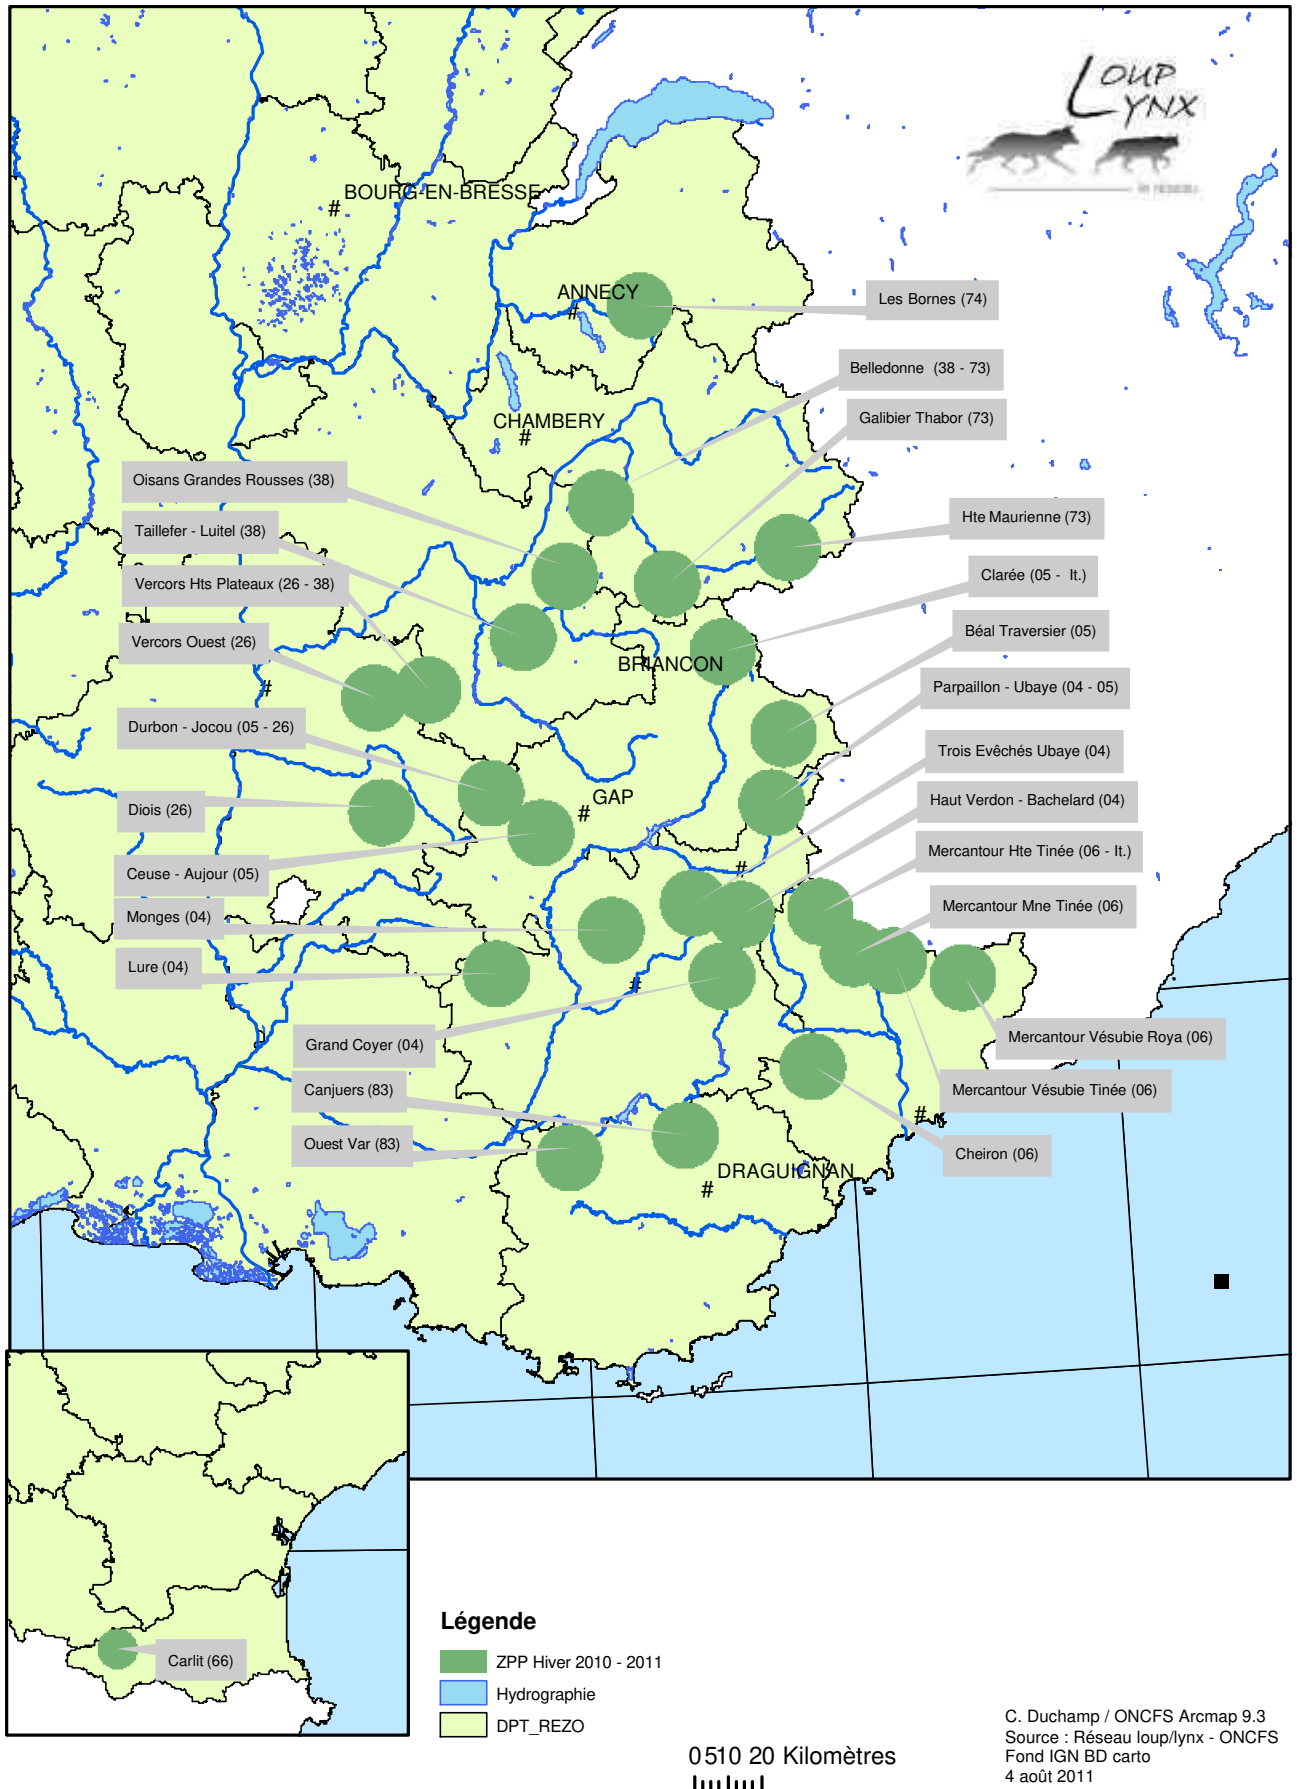 LOUP
LYNX
BOURG-EN-BRESSE
#
ANNECY
#
Les Bornes (74)
Belledonne (38 - 73)
CHAMBERY
#
Galibier Thabor (73)
Oisans Grandes Rousses (38)
Hte Maurienne (73)
Taillefer - Luitel (38)
Clarée (05 - It.)
Vercors Hts Plateaux (26 - 38)
Béal Traversier (05)
Vercors Ouest (26)
BRIANCON
#
Parpaillon - Ubaye (04 - 05)
Durbon - Jocou (05 - 26)
Trois Evêchés Ubaye (04)
GAP
#
Diois (26)
Haut Verdon - Bachelard (04)
Mercantour Hte Tinée (06 - It.)
Ceuse - Aujour (05)
#
Mercantour Mne Tinée (06)
Monges (04)
Lure (04)
#
Grand Coyer (04)
Mercantour Vésubie Roya (06)
Canjuers (83)
Mercantour Vésubie Tinée (06)
#
Ouest Var (83)
Cheiron (06)
DRAGUIGNAN
#
Carlit (66)
Légende
ZPP Hiver 2010 - 2011
Hydrographie
DPT_REZO
0 5 10 20 Kilomètres
C. Duchamp / ONCFS Arcmap 9.3
Source : Réseau loup/lynx - ONCFS
Fond IGN BD carto
4 août 2011